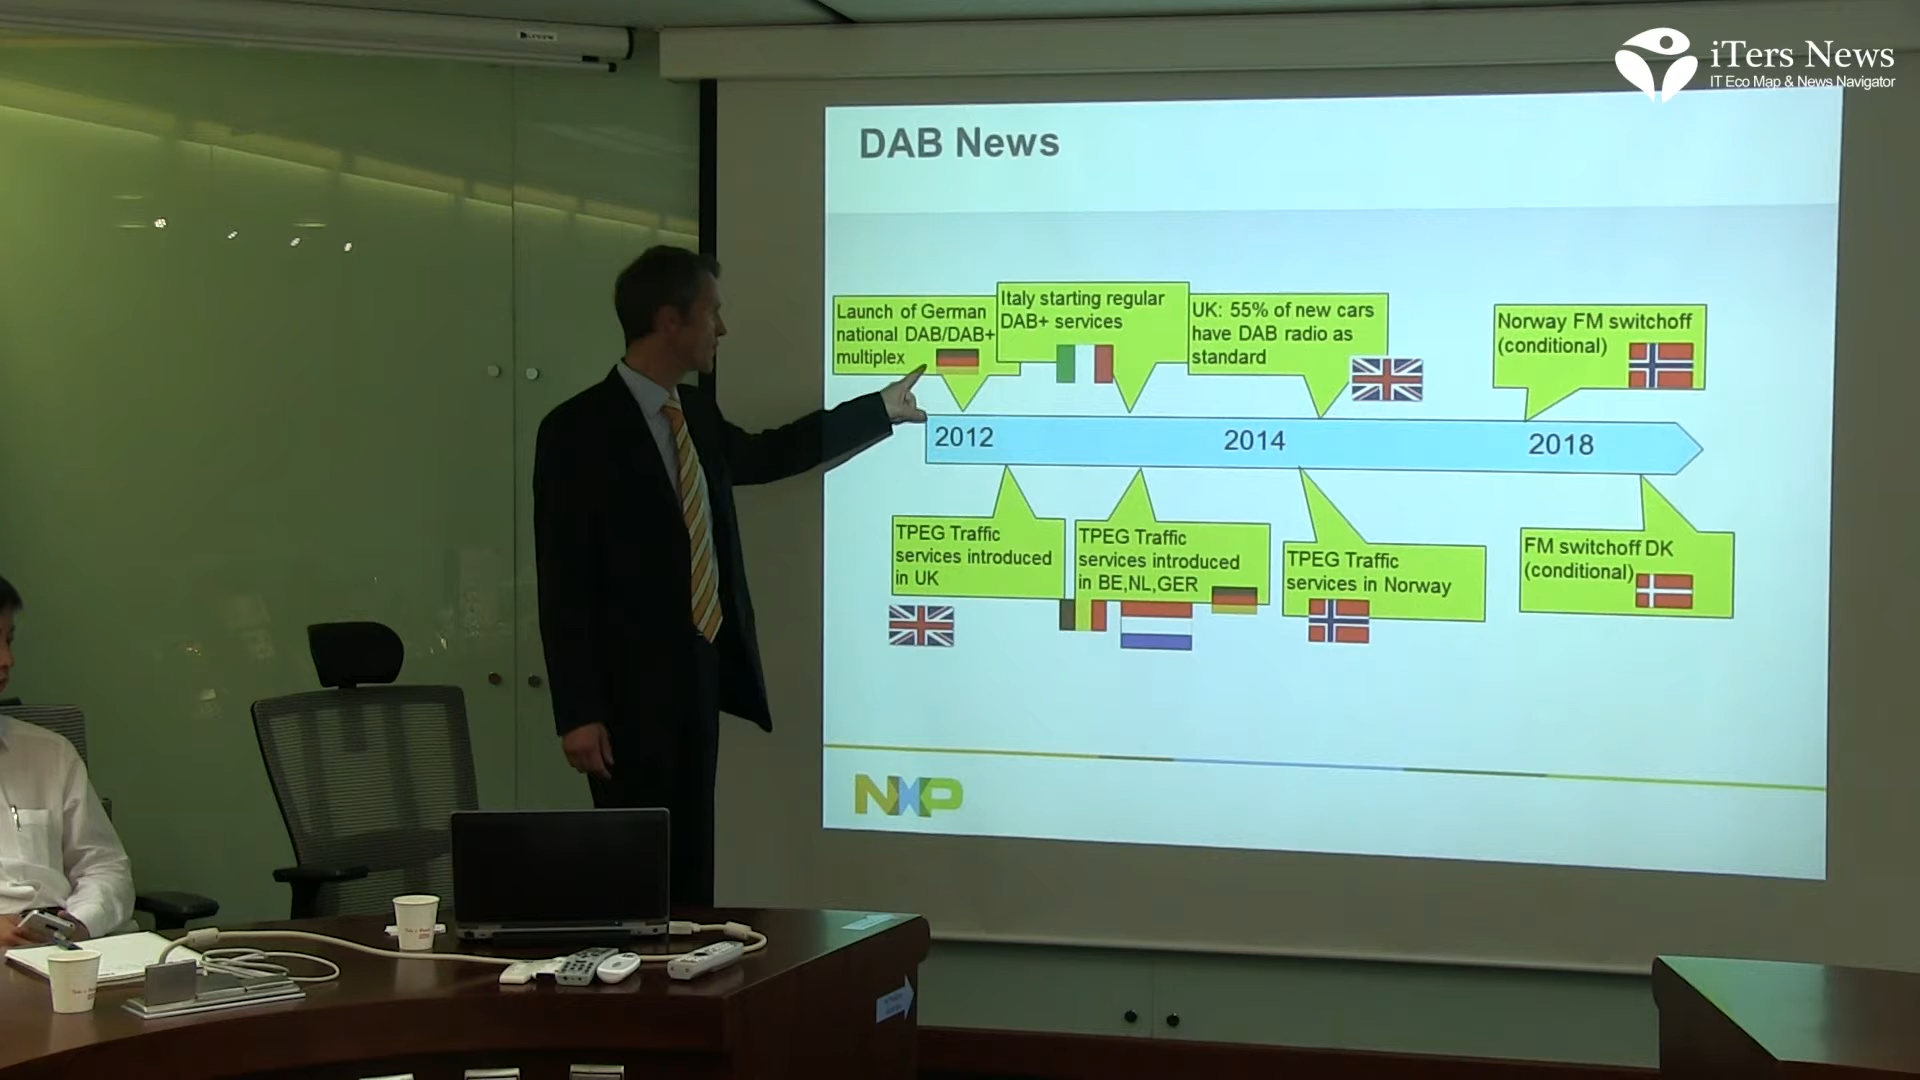 iTers News
IT Eco Map & News Navigator
DAB News
Launch of German
national DAB/DAB+
multiplex
Italy starting regular
DAB+ services
UK: 55% of new cars
have DAB radio as
standard
Norway FM switchoff
(conditional)
2012
2014
2018
TPEG Traffic
services introduced
in UK
TPEG Traffic
services introduced
in BE,NL,GER
TPEG Traffic
services in Norway
FM switchoff DK
(conditional)
NXP